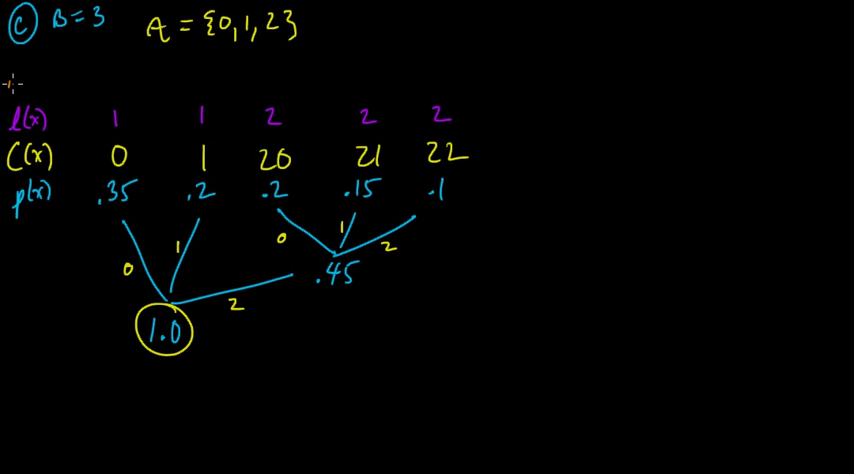 C B = 3 A = {0, 1, 2}
l(x) 1 1 2 2 2
C(x) 0 1 20 21 22
p(x) .35 .2 .2 .15 .1
0 1 0 1 2
.45
2
1.0